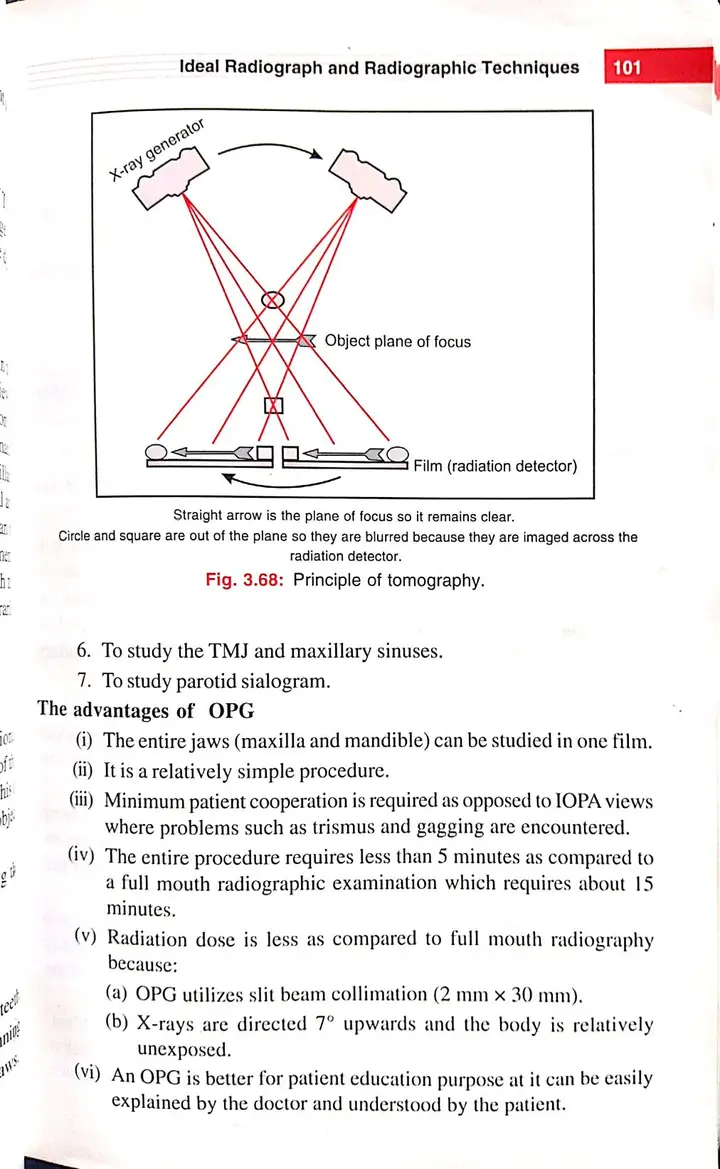 Ideal Radiograph and Radiographic Techniques 101
X-ray generator
Object plane of focus
Film (radiation detector)
Straight arrow is the plane of focus so it remains clear.
Circle and square are out of the plane so they are blurred because they are imaged across the
radiation detector.
Fig. 3.68: Principle of tomography.
6. To study the TMJ and maxillary sinuses.
7. To study parotid sialogram.
The advantages of OPG
(i) The entire jaws (maxilla and mandible) can be studied in one film.
(ii) It is a relatively simple procedure.
(iii) Minimum patient cooperation is required as opposed to IOPA views
where problems such as trismus and gagging are encountered.
(iv) The entire procedure requires less than 5 minutes as compared to
a full mouth radiographic examination which requires about 15
minutes.
(v) Radiation dose is less as compared to full mouth radiography
because:
(a) OPG utilizes slit beam collimation (2 mm × 30 mm).
(b) X-rays are directed 7° upwards and the body is relatively
unexposed.
(vi) An OPG is better for patient education purpose at it can be easily
explained by the doctor and understood by the patient.